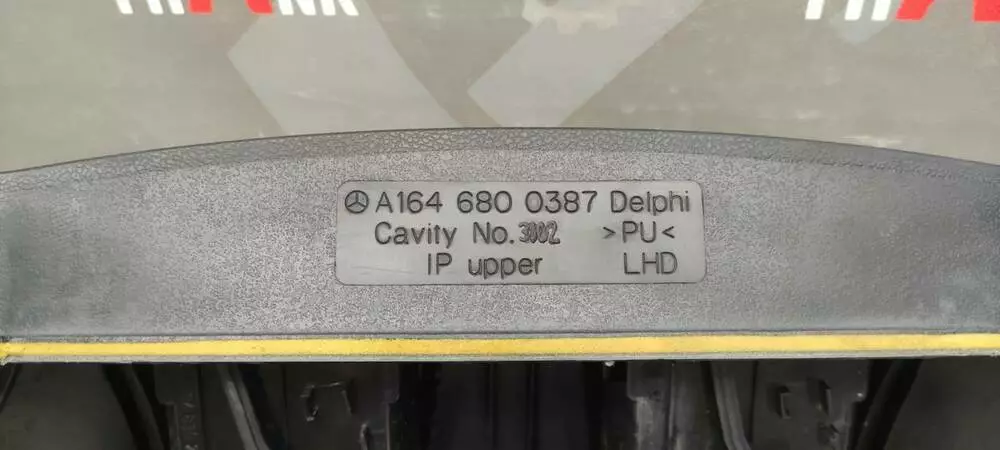 A164 680 0387 Delphi
Cavity No. 3002 >PU<
IP upper LHD